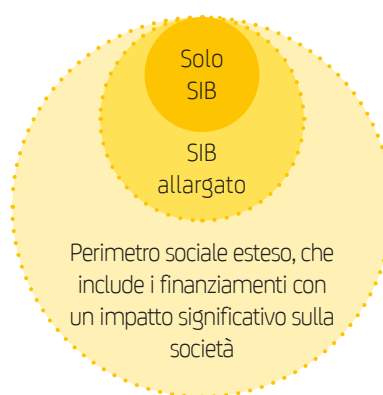 Solo
SIB
SIB
allargato
Perimetro sociale esteso, che
include i finanziamenti con
un impatto significativo sulla
società